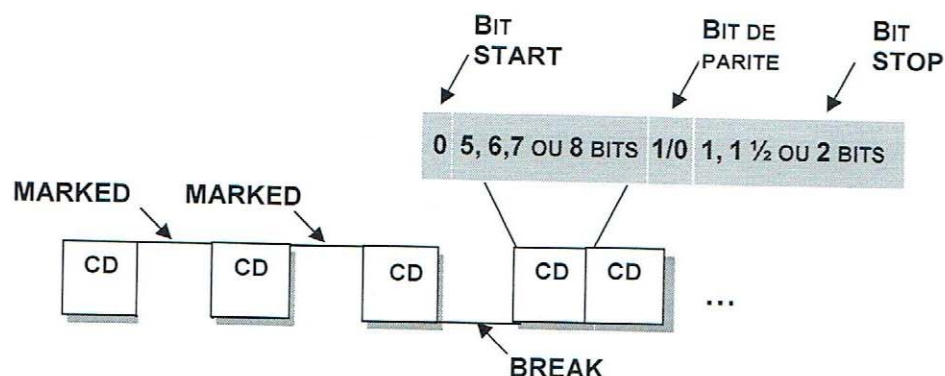 BIT
START
BIT DE
PARITE
BIT
STOP
0 5, 6,7 OU 8 BITS 1/0 1, 1 ½ OU 2 BITS
MARKED MARKED
CD CD CD CD CD ...
BREAK